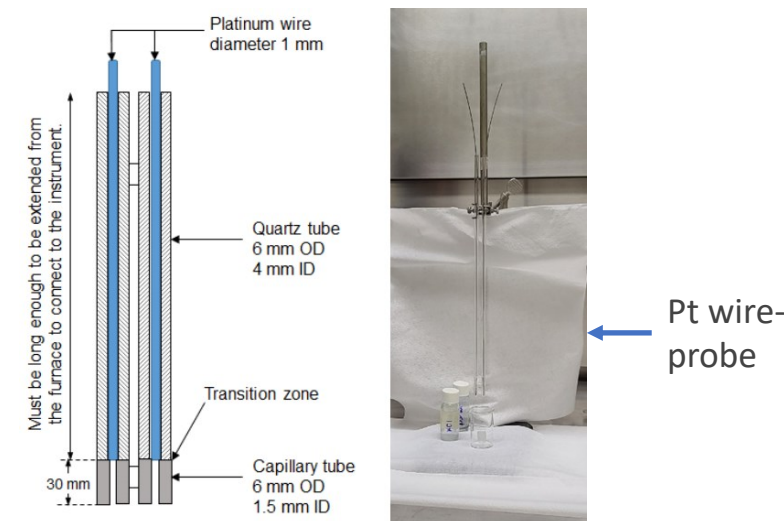 Platinum wire
diameter 1 mm
Must be long enough to be extended from
the furnace to connect to the instrument.
Quartz tube
6 mm OD
4 mm ID
Transition zone
30 mm
Capillary tube
6 mm OD
1.5 mm ID
Pt wire-
probe
KCl